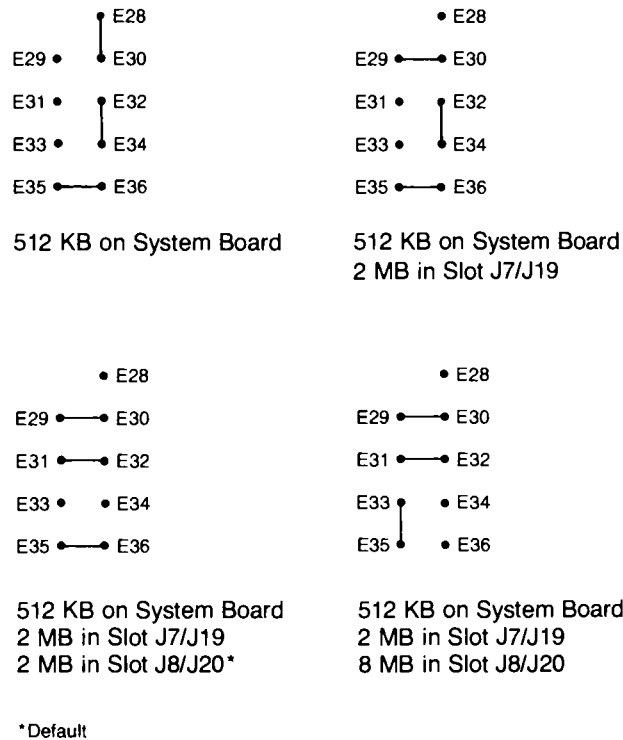 E28
E29 E30
E31 E32
E33 E34
E35 E36
512 KB on System Board
E28
E29 E30
E31 E32
E33 E34
E35 E36
512 KB on System Board
2 MB in Slot J7/J19
E28
E29 E30
E31 E32
E33 E34
E35 E36
512 KB on System Board
2 MB in Slot J7/J19
2 MB in Slot J8/J20*
E28
E29 E30
E31 E32
E33 E34
E35 E36
512 KB on System Board
2 MB in Slot J7/J19
8 MB in Slot J8/J20
*Default